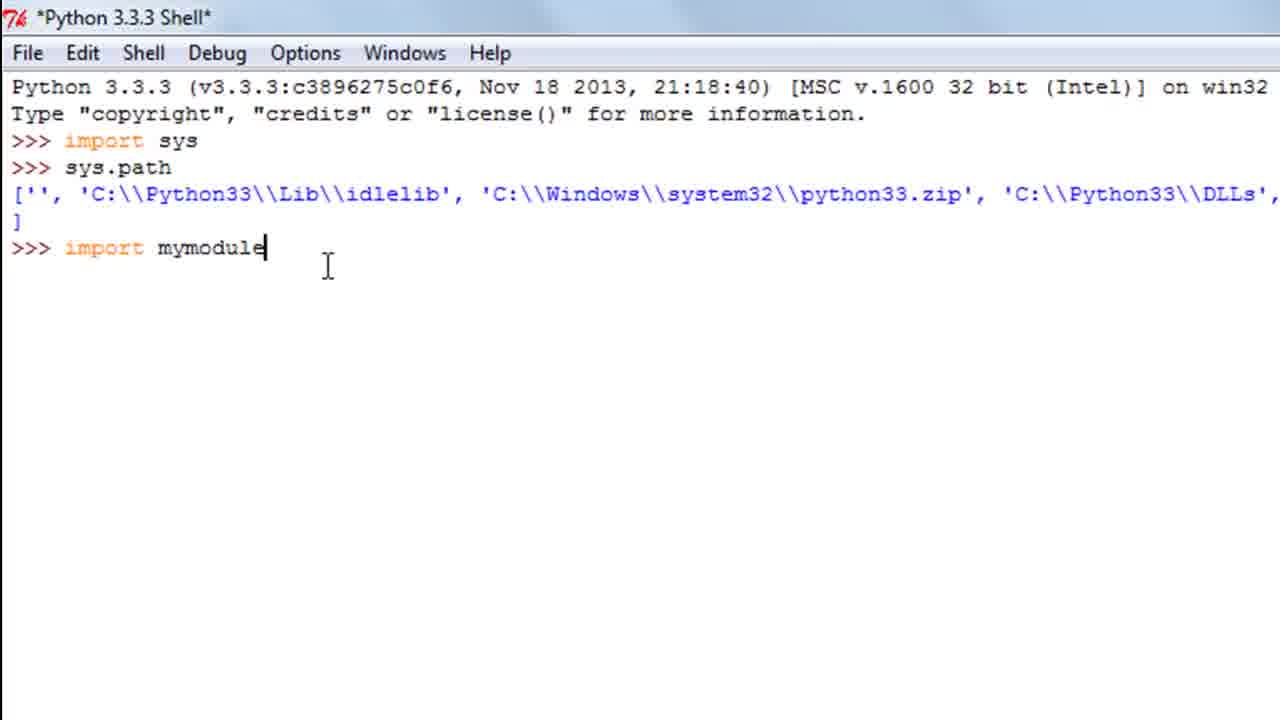 *Python 3.3.3 Shell*
File Edit Shell Debug Options Windows Help
Python 3.3.3 (v3.3.3:c3896275c0f6, Nov 18 2013, 21:18:40) [MSC v.1600 32 bit (Intel)] on win32
Type "copyright", "credits" or "license()" for more information.
>>> import sys
>>> sys.path
['', 'C:\\Python33\\Lib\\idlelib', 'C:\\Windows\\system32\\python33.zip', 'C:\\Python33\\DLLs',
]
>>> import mymodule